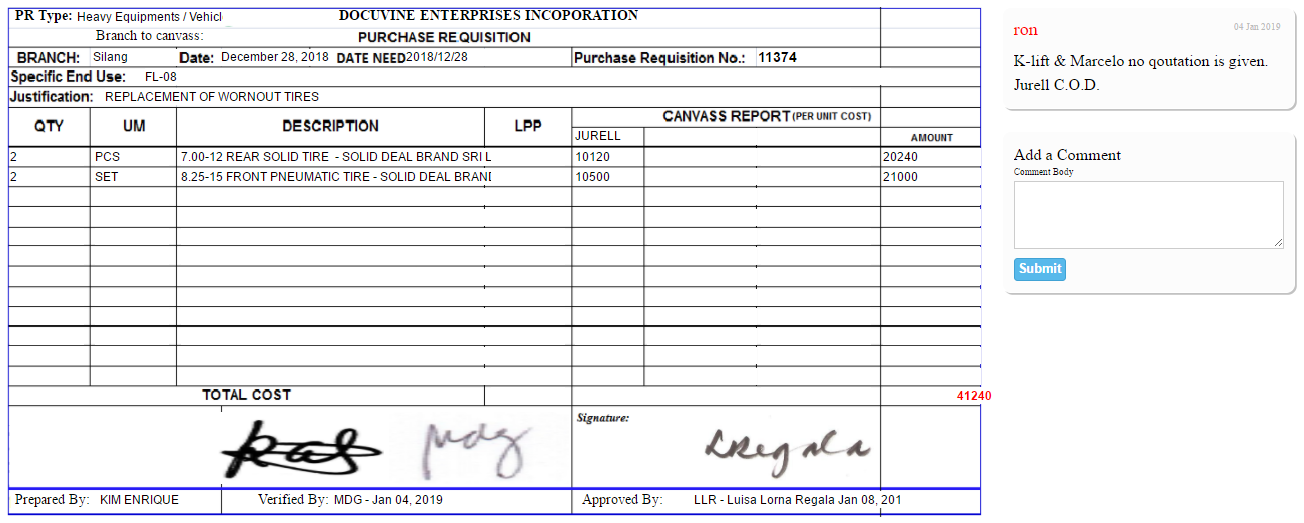 PR Type: Heavy Equipments / Vehicl DOCUVINE ENTERPRISES INCOPORATION
Branch to canvass: PURCHASE REQUISITION
BRANCH: Silang Date: December 28, 2018 DATE NEED 2018/12/28 Purchase Requisition No.: 11374
Specific End Use: FL-08
Justification: REPLACEMENT OF WORNOUT TIRES
QTY UM DESCRIPTION LPP CANVASS REPORT (PER UNIT COST)
JURELL AMOUNT
2 PCS 7.00-12 REAR SOLID TIRE - SOLID DEAL BRAND SRI L 10120 20240
2 SET 8.25-15 FRONT PNEUMATIC TIRE - SOLID DEAL BRAND 10500 21000
TOTAL COST 41240
Signature:
mdg LRegala
Prepared By: KIM ENRIQUE Verified By: MDG - Jan 04, 2019 Approved By: LLR - Luisa Lorna Regala Jan 08, 201
ron 04 Jan 2019
K-lift & Marcelo no qoutation is given.
Jurell C.O.D.
Add a Comment
Comment Body
Submit